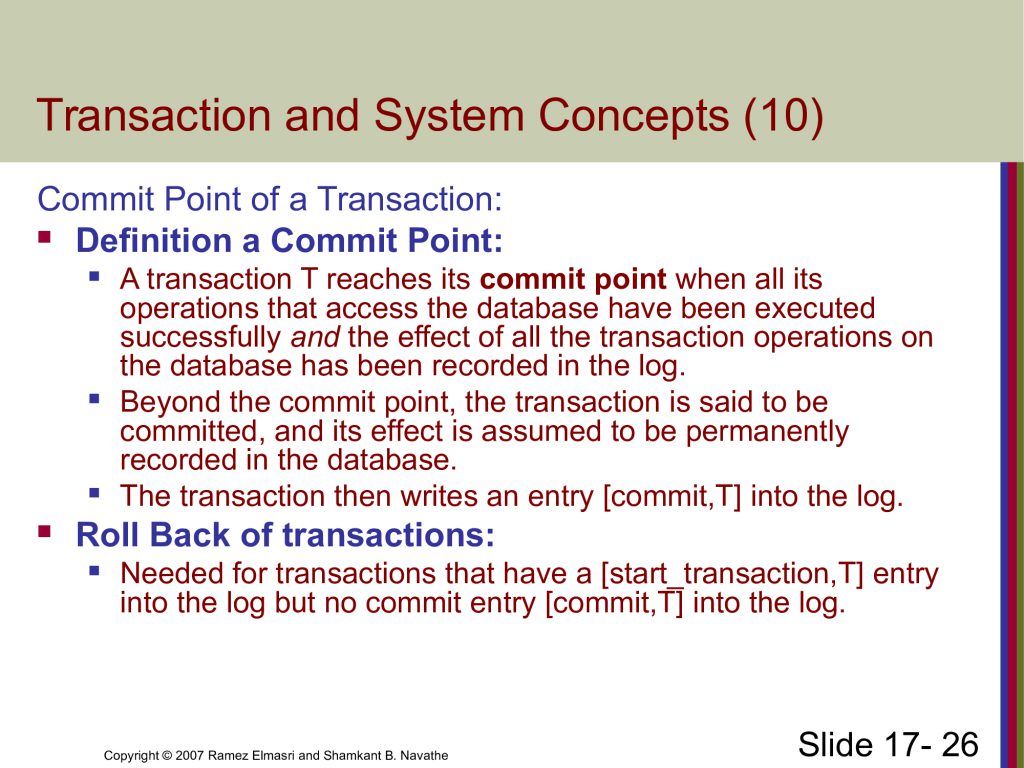 Transaction and System Concepts (10)
Commit Point of a Transaction:
▪ Definition a Commit Point:
▪ A transaction T reaches its commit point when all its
operations that access the database have been executed
successfully and the effect of all the transaction operations on
the database has been recorded in the log.
▪ Beyond the commit point, the transaction is said to be
committed, and its effect is assumed to be permanently
recorded in the database.
▪ The transaction then writes an entry [commit,T] into the log.
▪ Roll Back of transactions:
▪ Needed for transactions that have a [start_transaction,T] entry
into the log but no commit entry [commit,T] into the log.
Copyright © 2007 Ramez Elmasri and Shamkant B. Navathe
Slide 17- 26